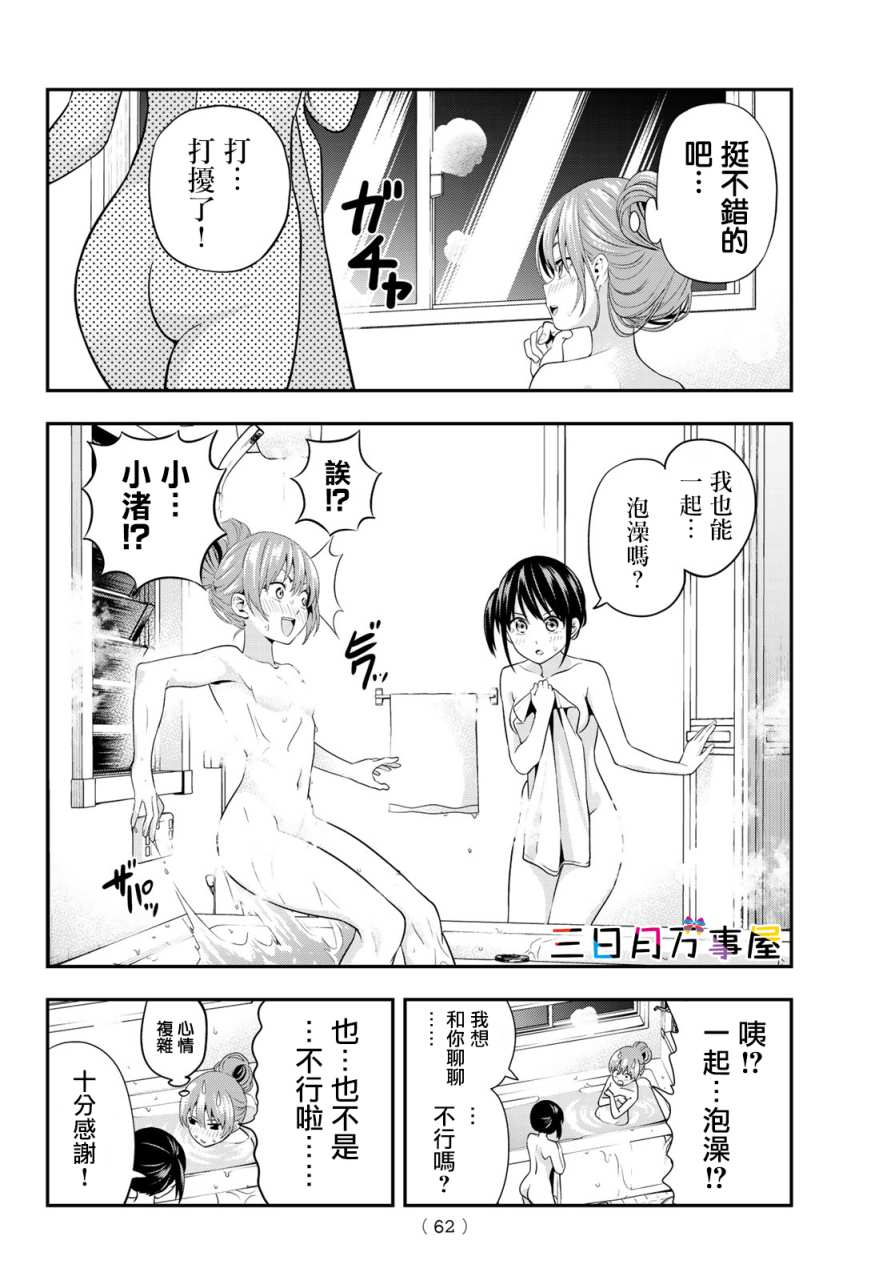 挺不錯的
吧…
ガチャ
打…
打擾了！
我也能
一起…
泡澡嗎？
誒!?
小…
小渚!?
ビクッ
ザパッ
三日月万事屋
咦!?
一起…泡澡!?
我想
和你聊聊
……
…
不行嗎？
也…也不是
…不行啦……
心情
複雜
十分感謝！
（62）